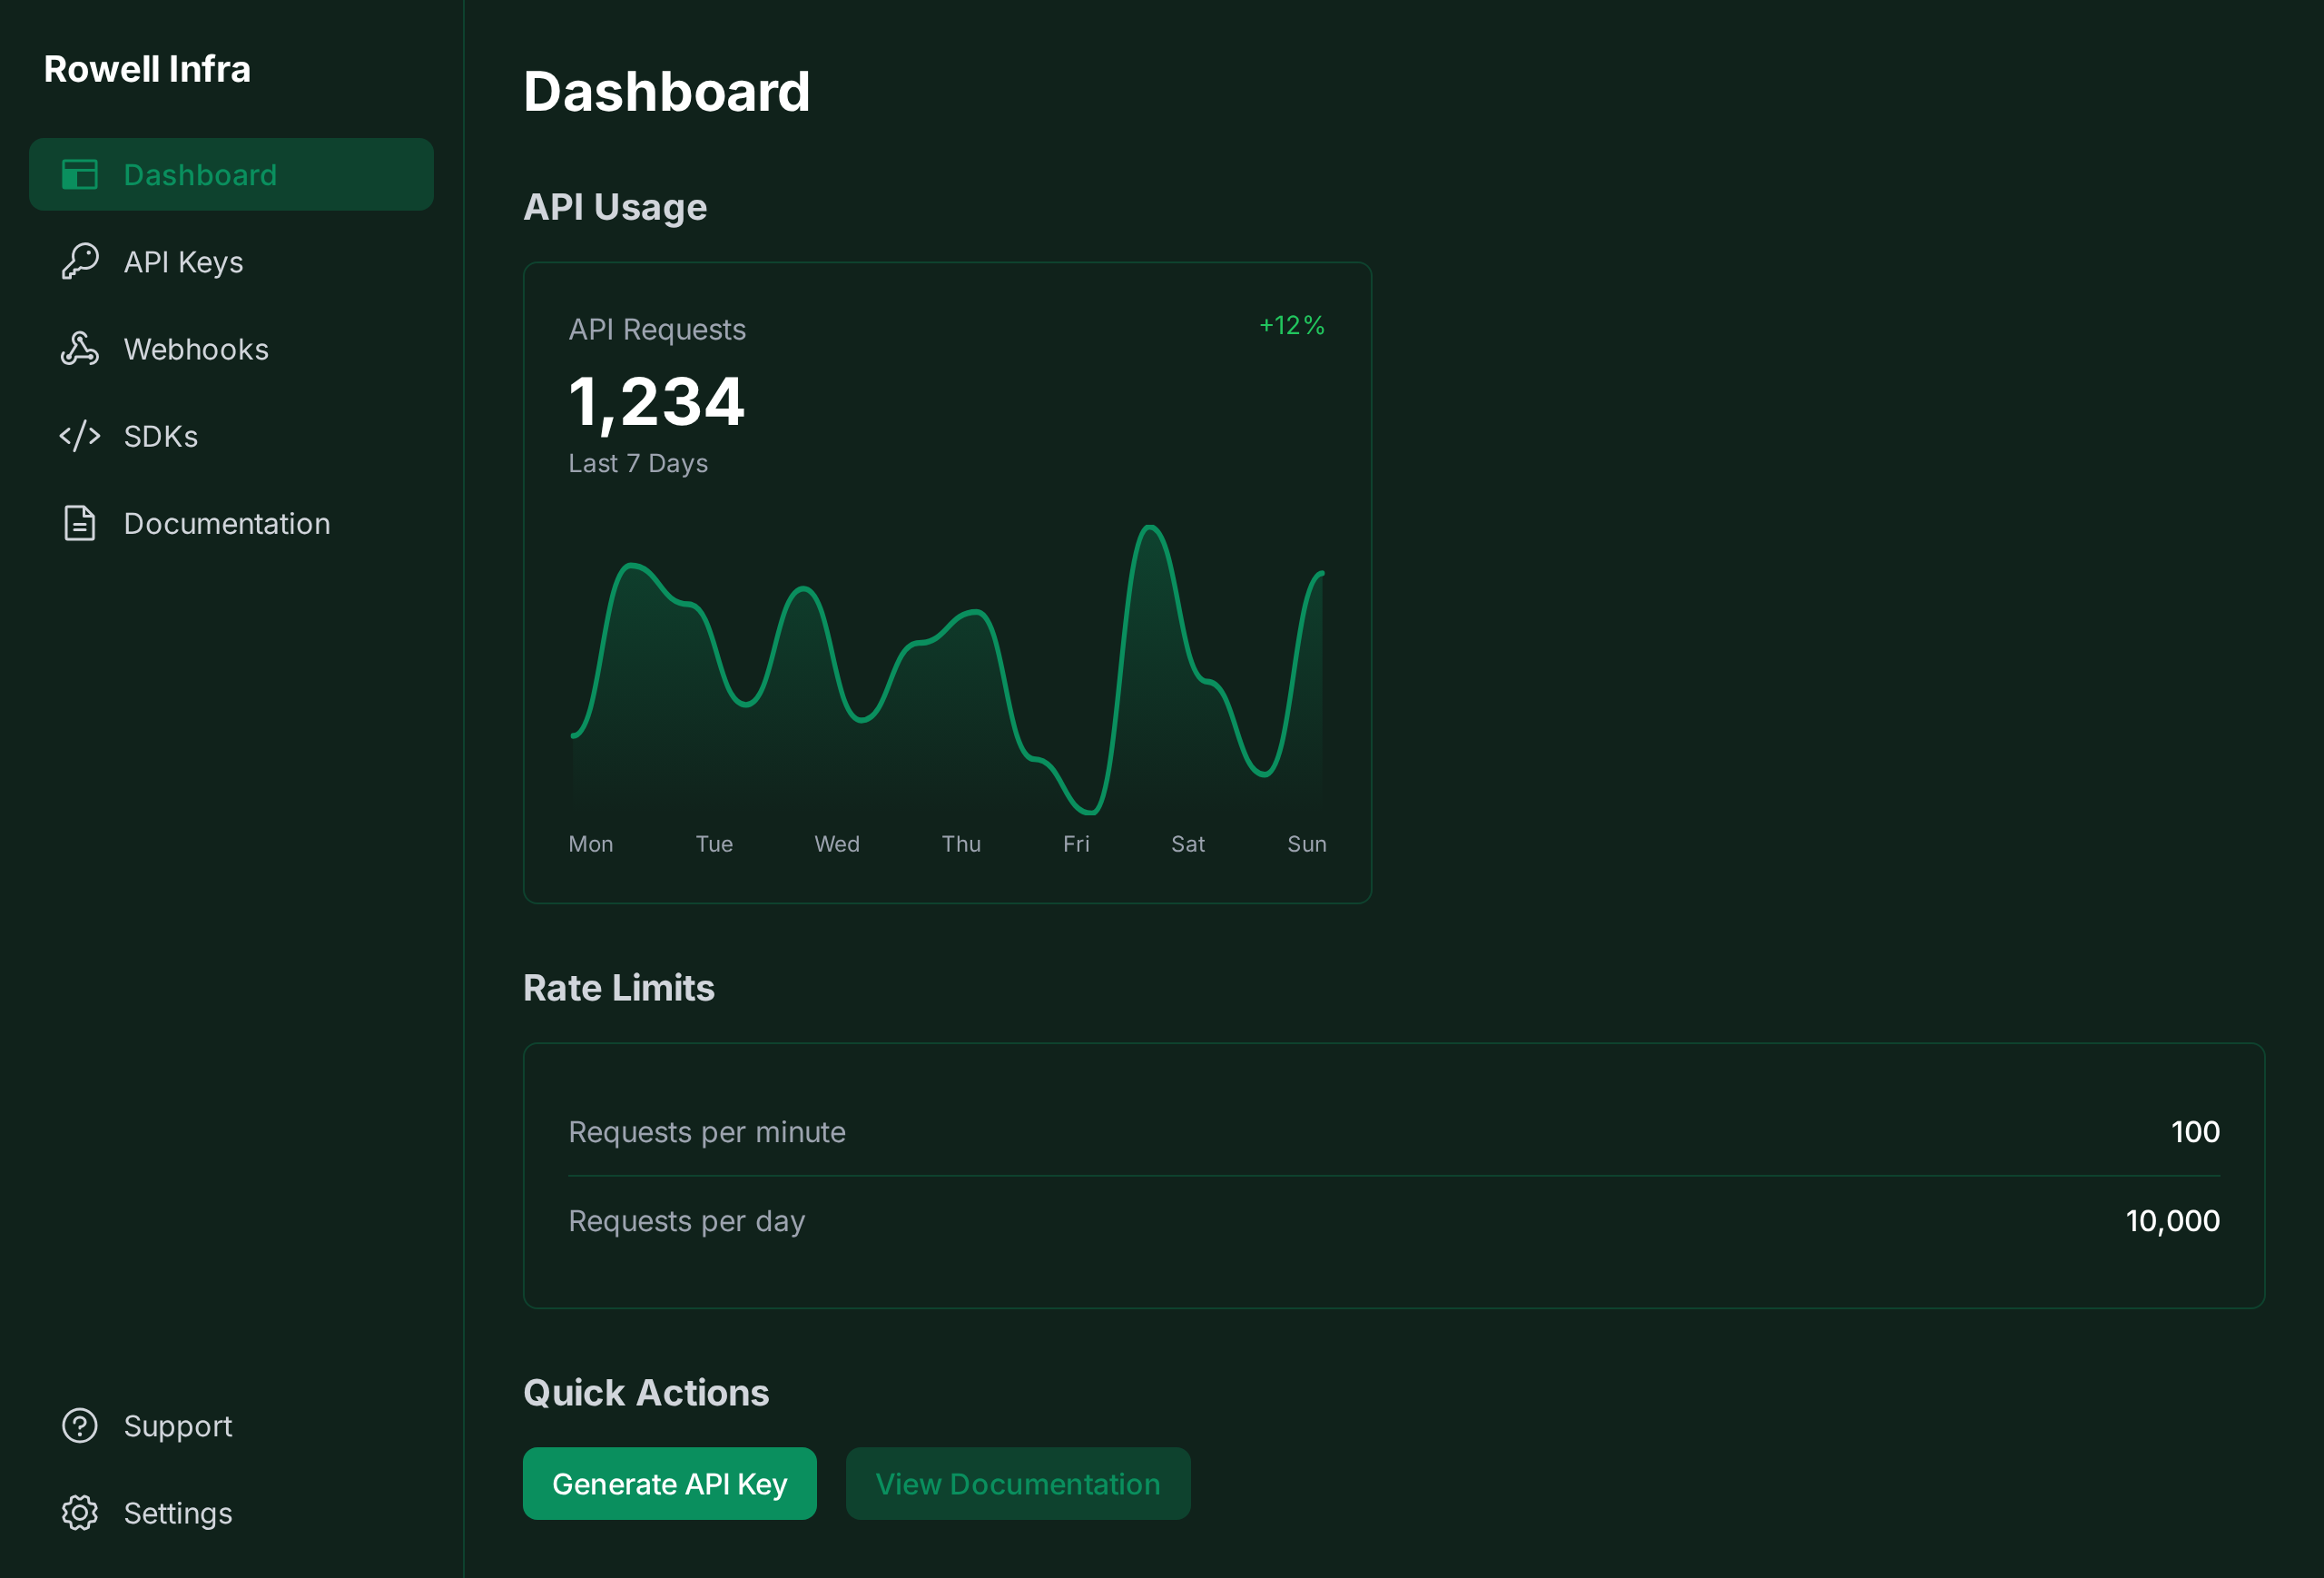 Rowell Infra
Dashboard
API Keys
Webhooks
SDKs
Documentation
Support
Settings
Dashboard
API Usage
API Requests
+12%
1,234
Last 7 Days
Mon Tue Wed Thu Fri Sat Sun
Rate Limits
Requests per minute 100
Requests per day 10,000
Quick Actions
Generate API Key View Documentation